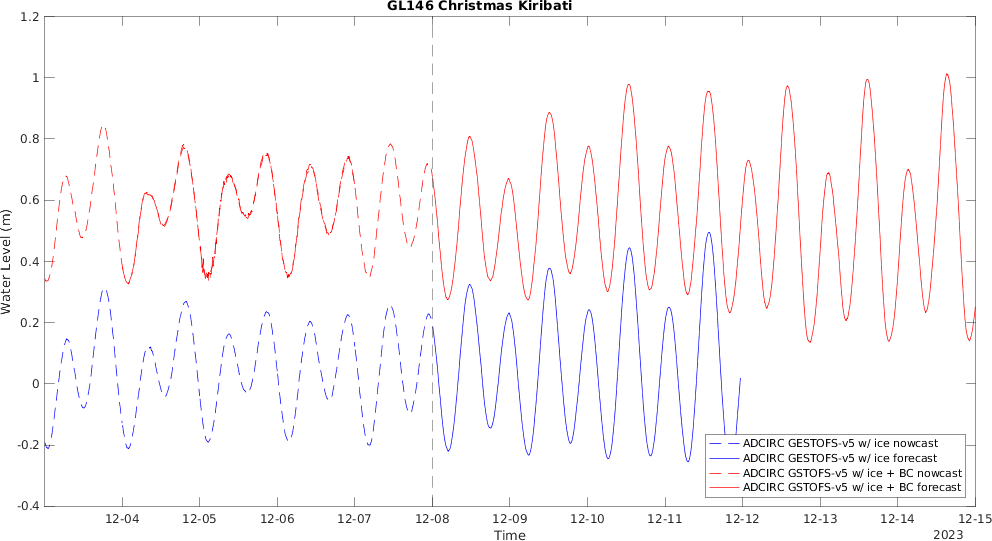 GL146 Christmas Kiribati
1.2
1
0.8
0.6
0.4
0.2
0
-0.2
-0.4
Water Level (m)
ADCIRC GESTOFS-v5 w/ ice nowcast
ADCIRC GESTOFS-v5 w/ ice forecast
ADCIRC GSTOFS-v5 w/ ice + BC nowcast
ADCIRC GSTOFS-v5 w/ ice + BC forecast
12-04 12-05 12-06 12-07 12-08 12-09 12-10 12-11 12-12 12-13 12-14 12-15
Time
2023